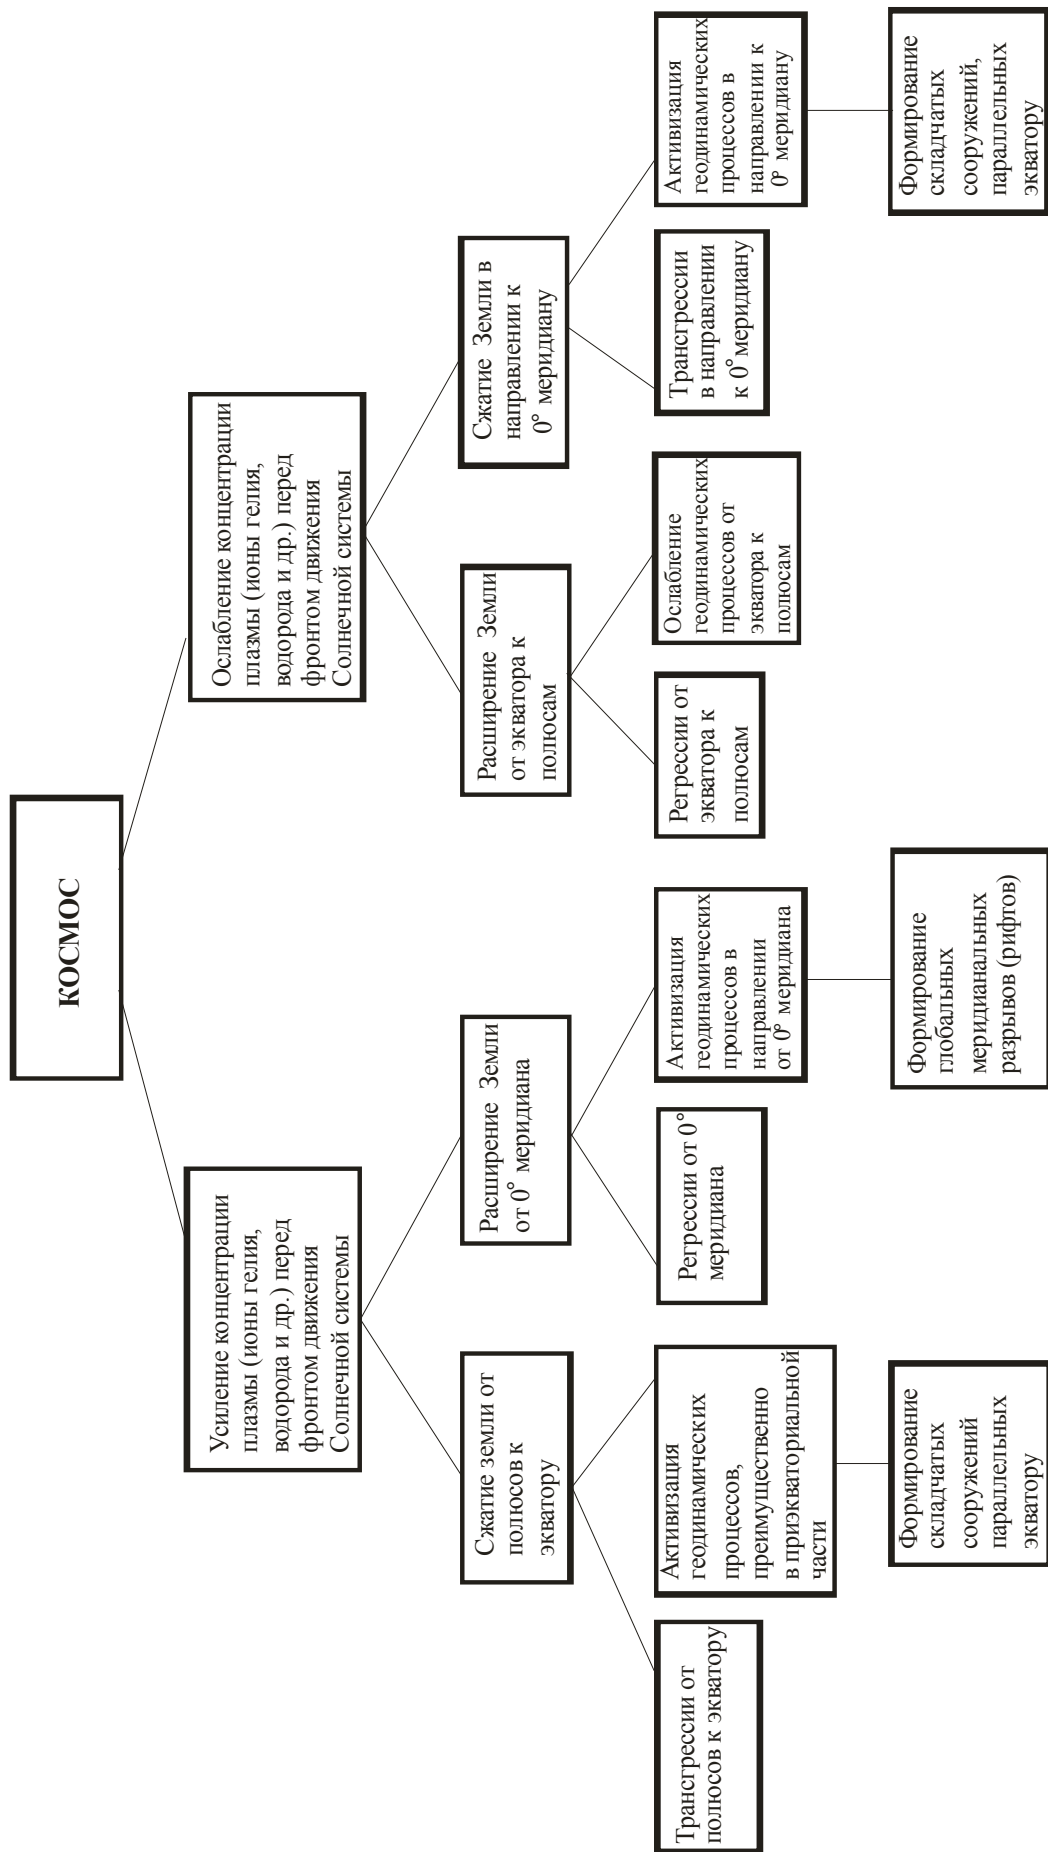 КОСМОС
Усиление концентрации
плазмы (ионы гелия,
водорода и др.) перед
фронтом движения
Солнечной системы
Ослабление концентрации
плазмы (ионы гелия,
водорода и др.) перед
фронтом движения
Солнечной системы
Сжатие земли от
полюсов к
экватору
Расширение Земли
от 0° меридиана
Расширение Земли
от экватора к
полюсам
Сжатие Земли в
направлении к
0° меридиану
Трансгрессии от
полюсов к экватору
Активизация
геодинамических
процессов,
преимущественно
в приэкваториальной
части
Регрессии от 0°
меридиана
Активизация
геодинамических
процессов в
направлении
от 0° меридиана
Регрессии от
экватора к
полюсам
Ослабление
геодинамических
процессов от
экватора к
полюсам
Трансгрессии
в направлении
к 0° меридиану
Активизация
геодинамических
процессов в
направлении к
0° меридиану
Формирование
складчатых
сооружений
параллельных
экватору
Формирование
глобальных
меридианальных
разрывов (рифтов)
Формирование
складчатых
сооружений,
параллельных
экватору